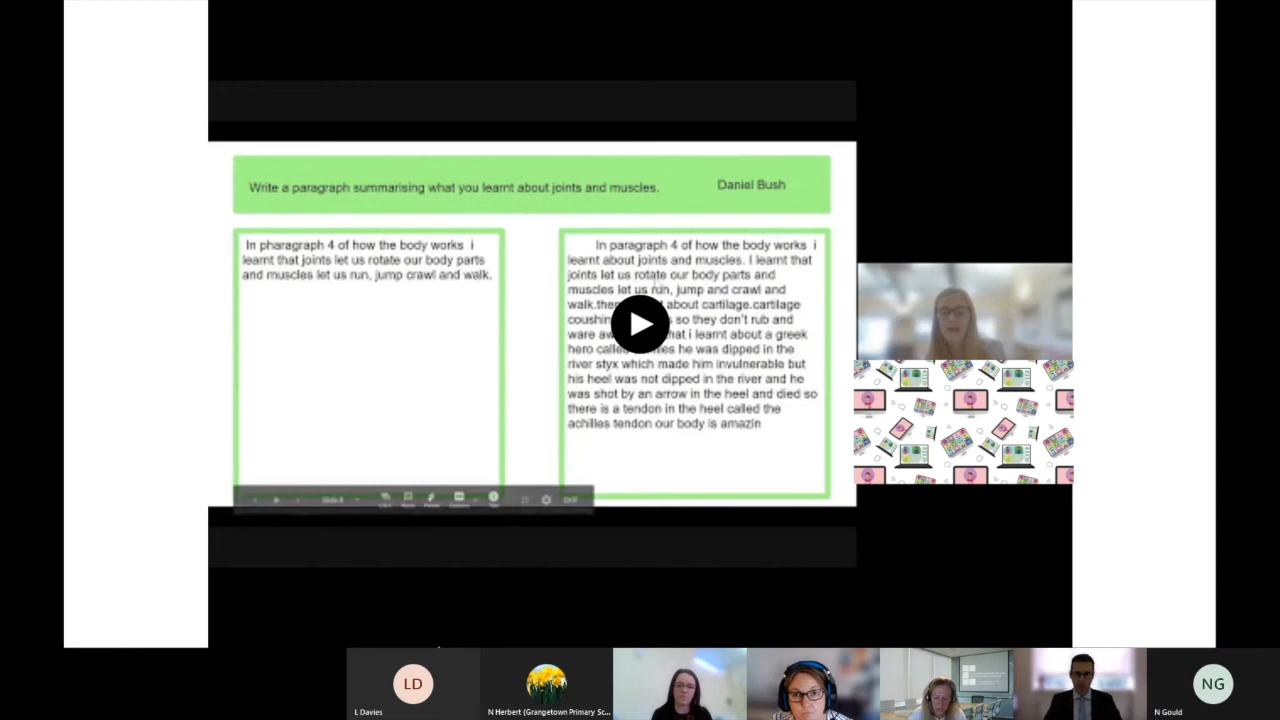 Write a paragraph summarising what you learnt about joints and muscles.
Daniel Bush
In pharagraph 4 of how the body works i
learnt that joints let us rotate our body parts
and muscles let us run, jump crawl and walk.
In paragraph 4 of how the body works i
learnt about joints and muscles. I learnt that
joints let us rotate our body parts and
muscles let us run, jump and crawl and
walk.then about cartilage.cartilage
coushin so they don't rub and
ware that i learnt about a greek
hero he was dipped in the
river styx which made him invulnerable but
his heel was not dipped in the river and he
was shot by an arrow in the heel and died so
there is a tendon in the heel called the
achilles tendon our body is amazin
Slide 8
LD
L Davies
N Herbert (Grangetown Primary Sc...
NG
N Gould